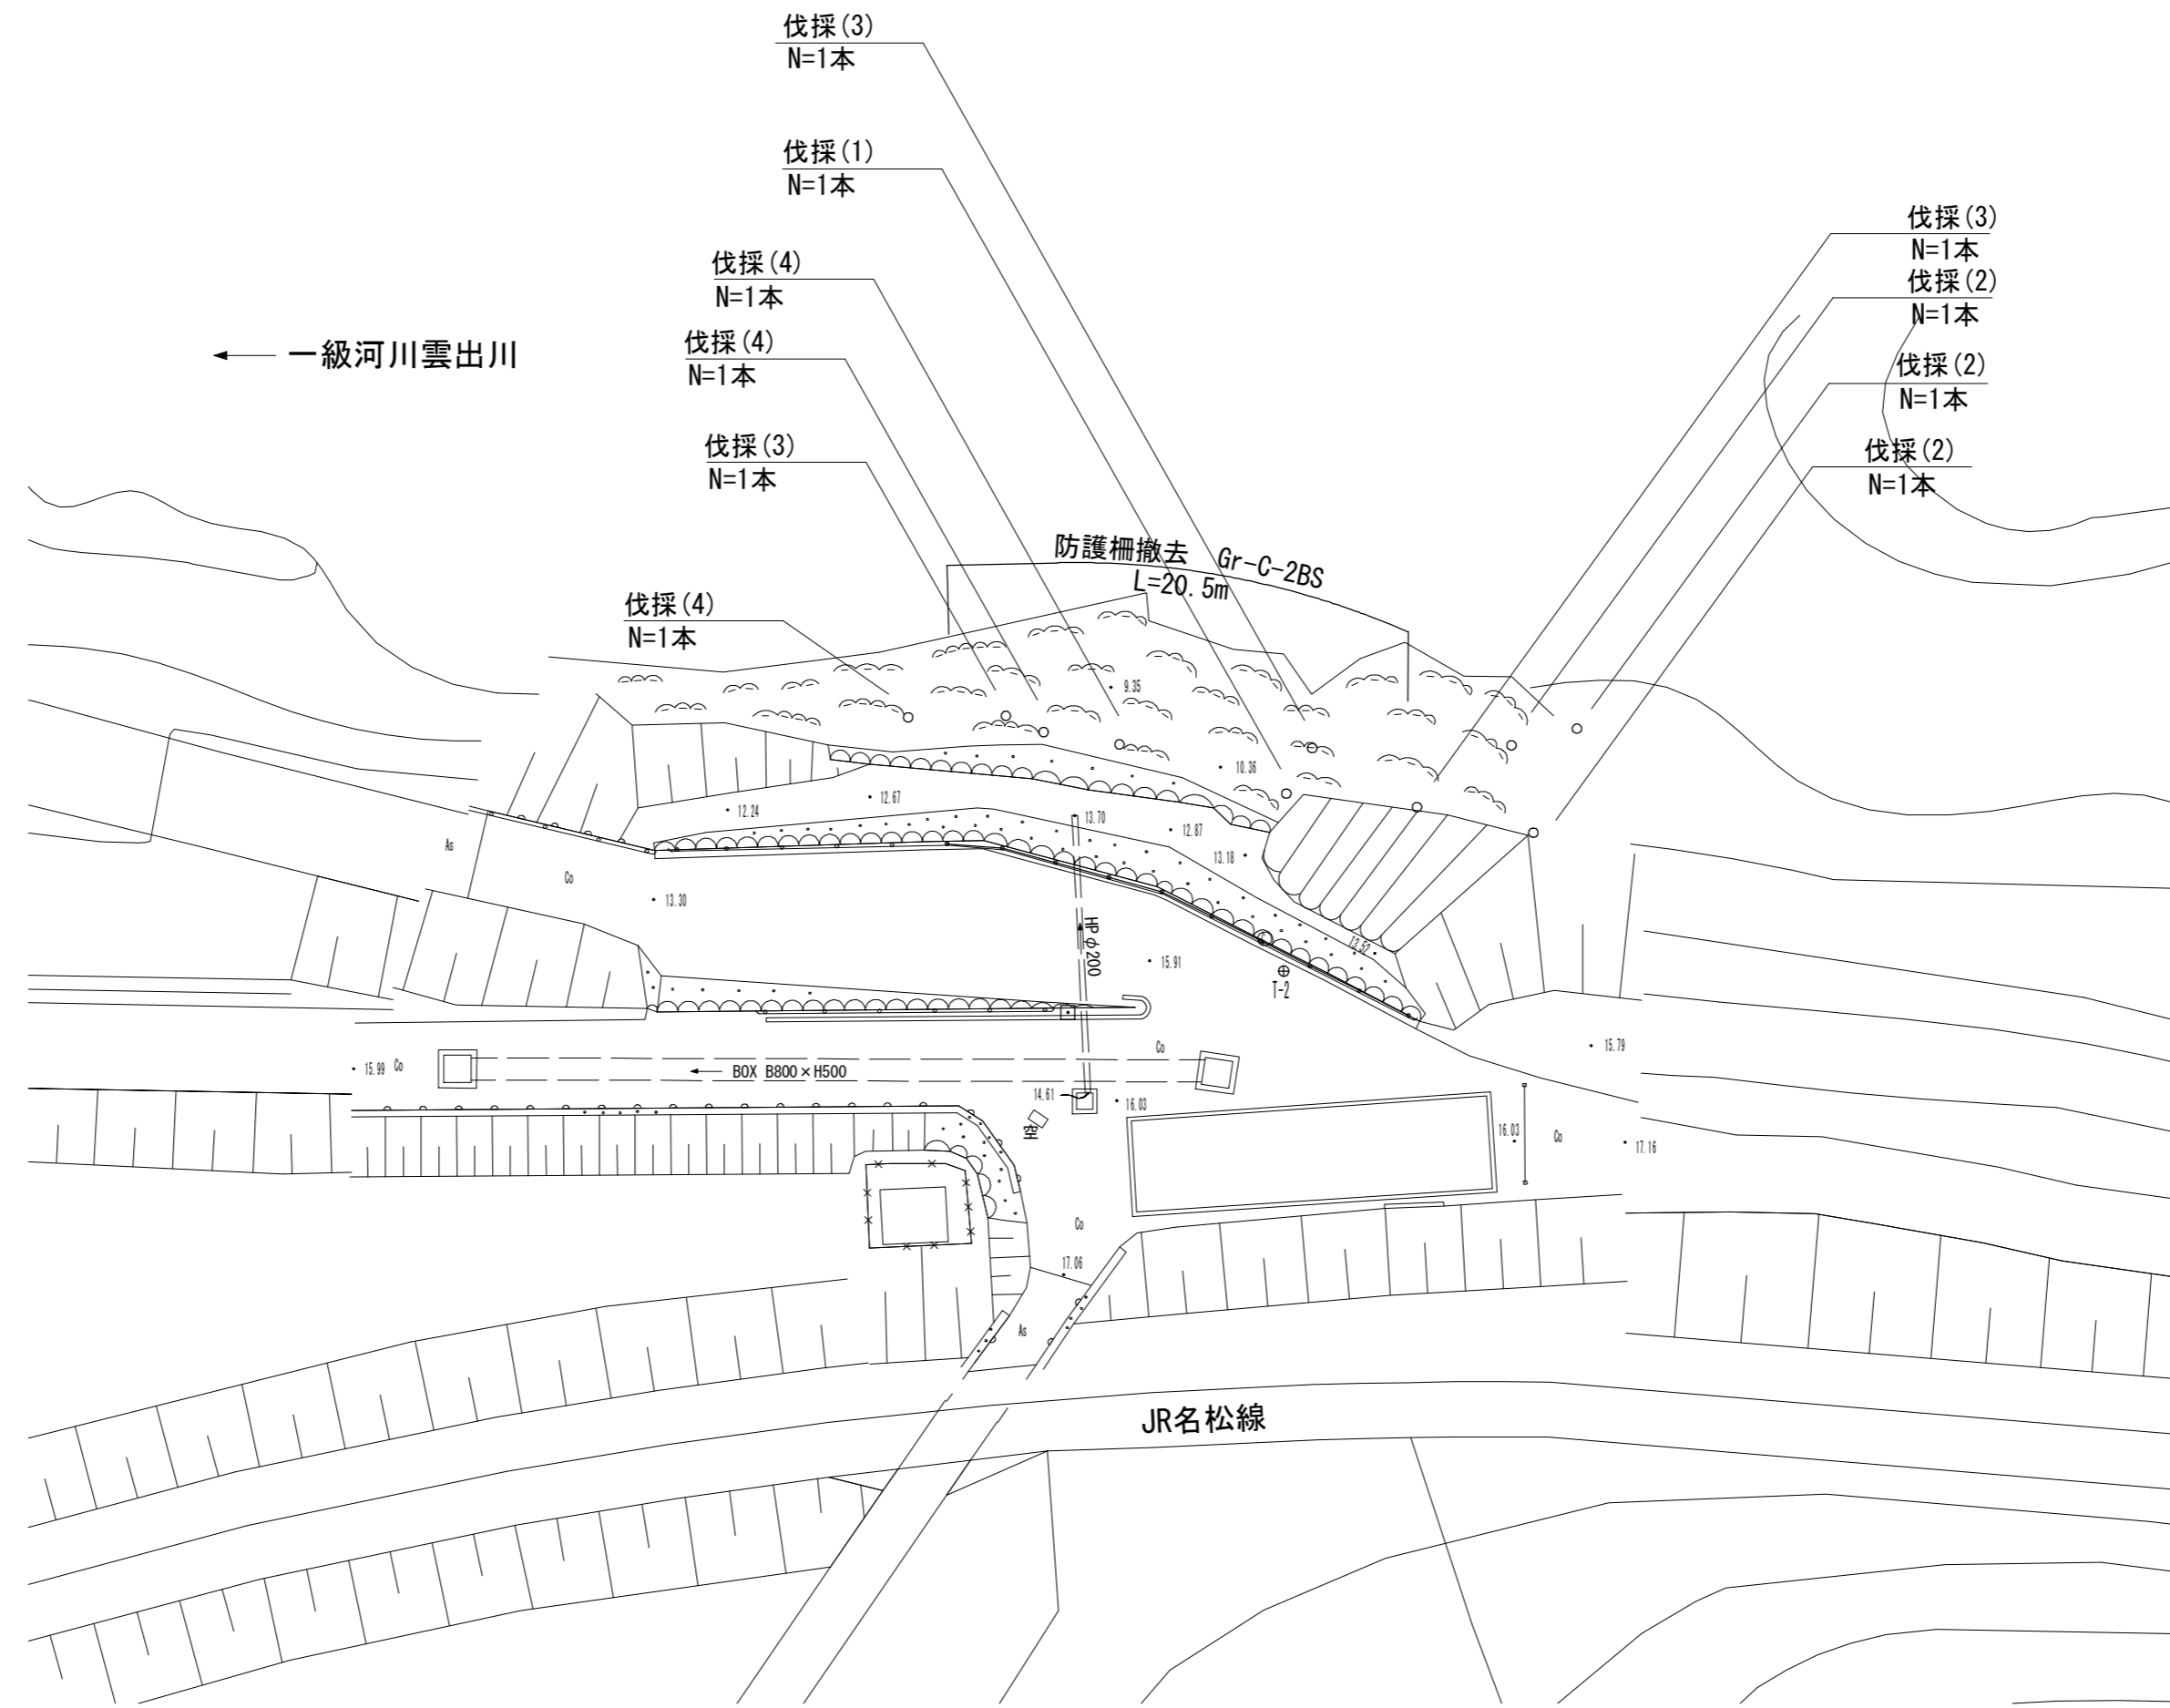 伐採(3)
N=1本
伐採(1)
N=1本
伐採(3)
N=1本
伐採(4)
N=1本
伐採(2)
N=1本
伐採(4)
N=1本
一級河川雲出川
伐採(2)
N=1本
伐採(3)
N=1本
伐採(2)
N=1本
防護柵撤去 Gr-C-2BS
L=20.5m
伐採(4)
N=1本
9.35
10.36
12.24
12.67
13.70
12.87
13.18
As
Co
13.30
HPφ200
13.52
15.91
T-2
15.99
Co
BOX B800×H500
Co
15.79
14.61
16.03
空
16.03
Co
17.16
Co
17.06
As
JR名松線